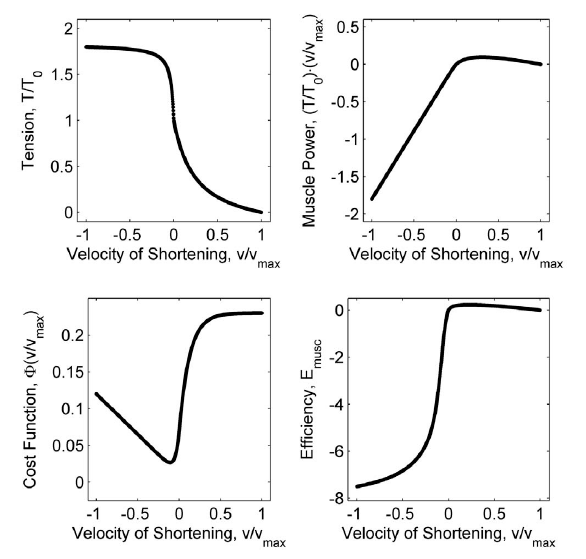 2
1.5
1
0.5
0
-1 -0.5 0 0.5 1
Tension, T/T0
Velocity of Shortening, v/vmax
0.5
0
-0.5
-1
-1.5
-2
-1 -0.5 0 0.5 1
Muscle Power, (T/T0)·(v/vmax)
Velocity of Shortening, v/vmax
0.2
0.15
0.1
0.05
0
-1 -0.5 0 0.5 1
Cost Function, Φ(v/vmax)
Velocity of Shortening, v/vmax
0
-2
-4
-6
-8
-1 -0.5 0 0.5 1
Efficiency, Emusc
Velocity of Shortening, v/vmax